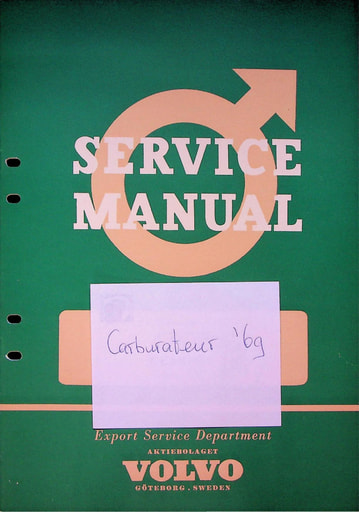 SERVICE
MANUAL
Carburateur '69
Export Service Department
AKTIEBOLAGET
VOLVO
GÖTEBORG . SWEDEN